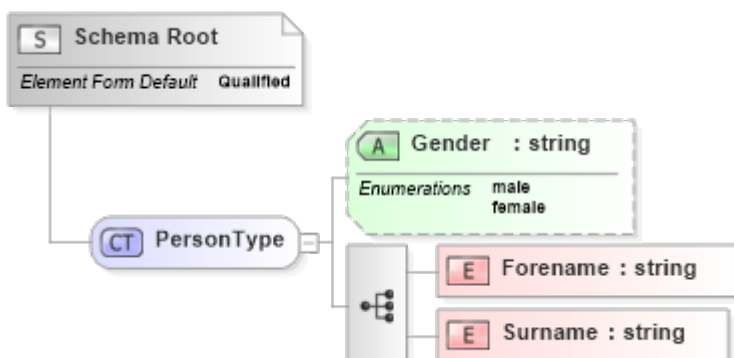 S Schema Root
Element Form Default Qualified
A Gender : string
Enumerations male
female
CT PersonType
E Forename : string
E Surname : string